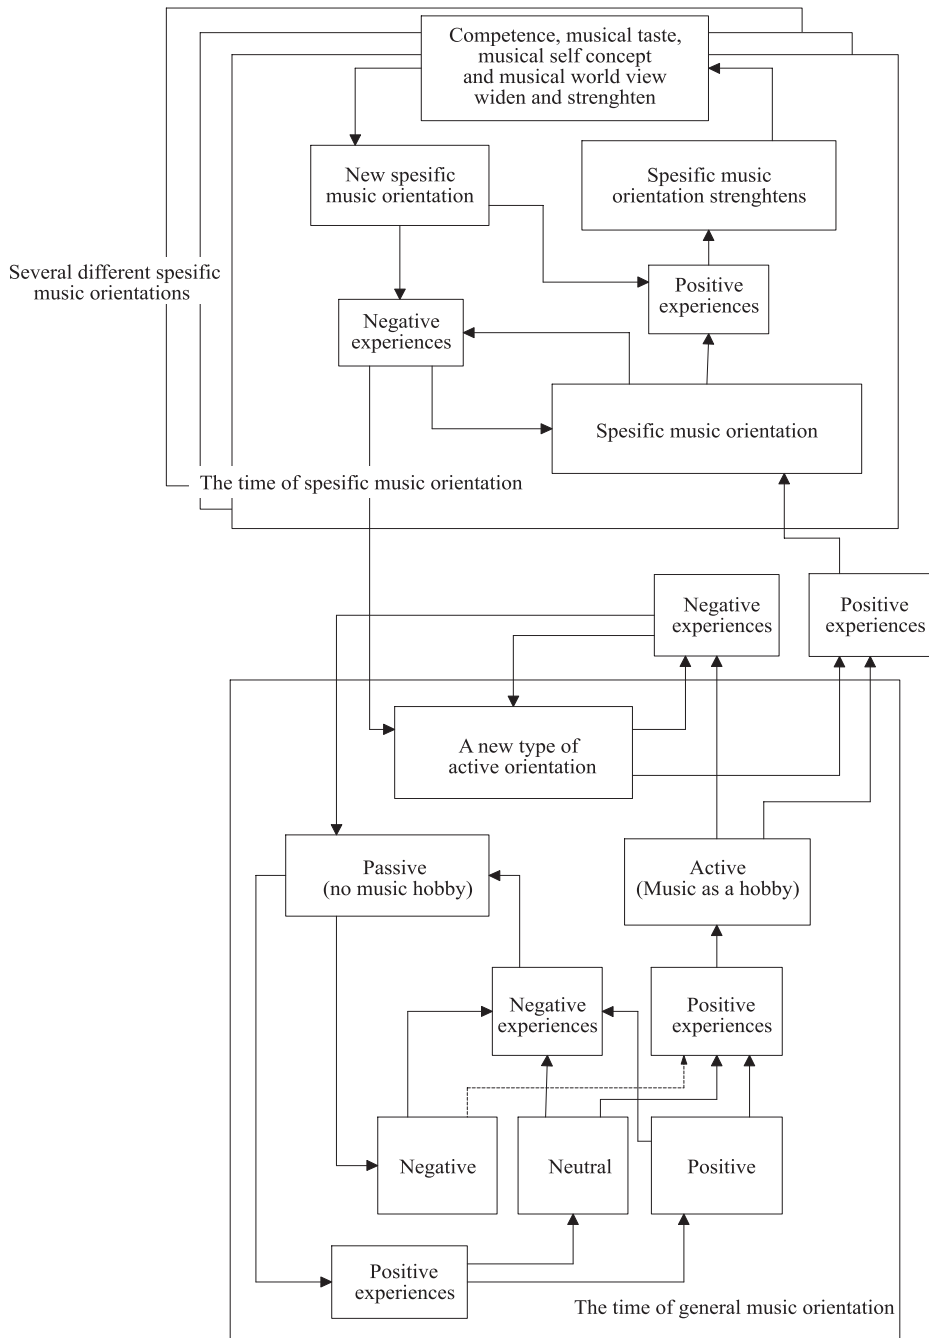 Competence, musical taste,
musical self concept
and musical world view
widen and strenghten
New spesific
music orientation
Spesific music
orientation strenghtens
Several different spesific
music orientations
Positive
experiences
Negative
experiences
Spesific music orientation
The time of spesific music orientation
Negative
experiences
Positive
experiences
A new type of
active orientation
Passive
(no music hobby)
Active
(Music as a hobby)
Negative
experiences
Positive
experiences
Negative
Neutral
Positive
Positive
experiences
The time of general music orientation